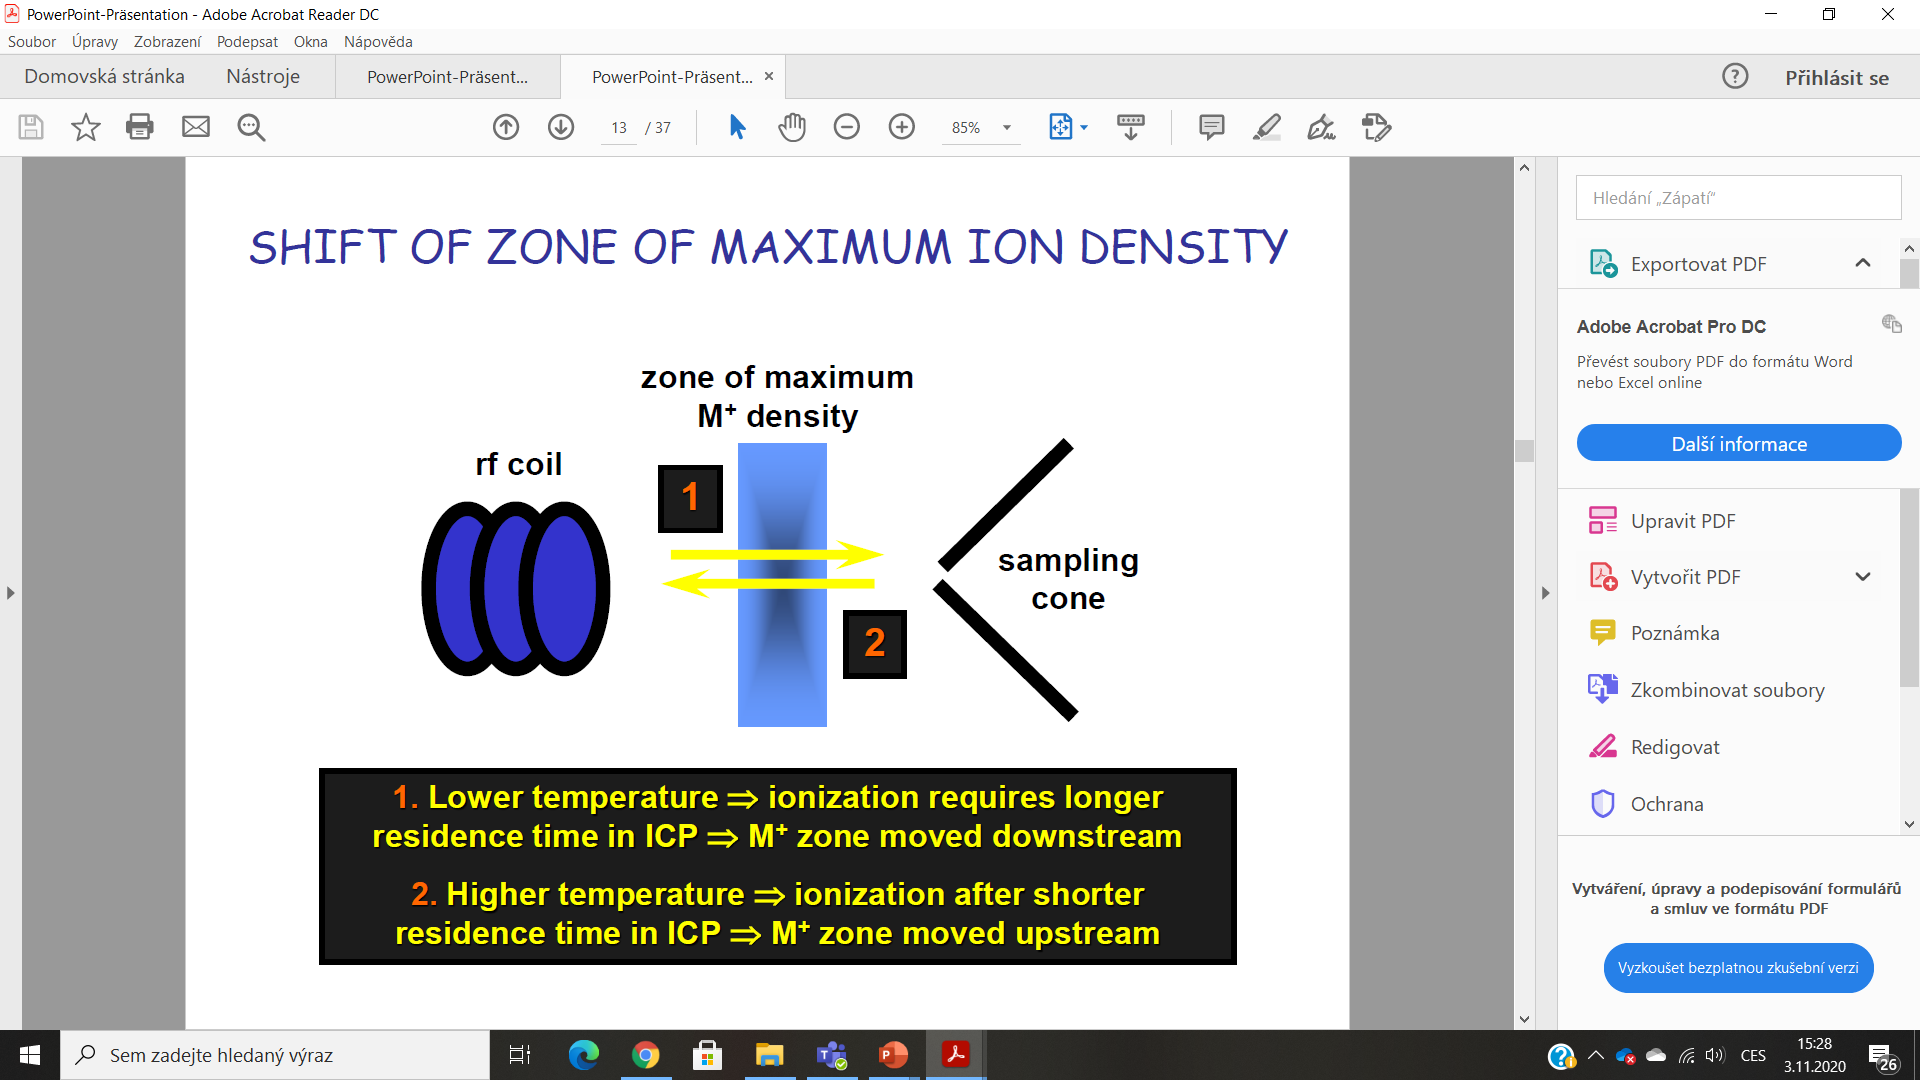 PowerPoint-Präsentation - Adobe Acrobat Reader DC
Soubor Úpravy Zobrazení Podepsat Okna Nápověda
Domovská stránka Nástroje PowerPoint-Präsent... PowerPoint-Präsent... × Přihlásit se
13 / 37 85%
SHIFT OF ZONE OF MAXIMUM ION DENSITY
zone of maximum
M⁺ density
rf coil
1
sampling
cone
2
1. Lower temperature ⇒ ionization requires longer
residence time in ICP ⇒ M⁺ zone moved downstream
2. Higher temperature ⇒ ionization after shorter
residence time in ICP ⇒ M⁺ zone moved upstream
Hledání „Zápatí“
Exportovat PDF
Adobe Acrobat Pro DC
Převést soubory PDF do formátu Word
nebo Excel online
Další informace
Upravit PDF
Vytvořit PDF
Poznámka
Zkombinovat soubory
Redigovat
Ochrana
Vytváření, úpravy a podepisování formulářů
a smluv ve formátu PDF
Vyzkoušet bezplatnou zkušební verzi
Sem zadejte hledaný výraz
CES
15:28
3.11.2020
26